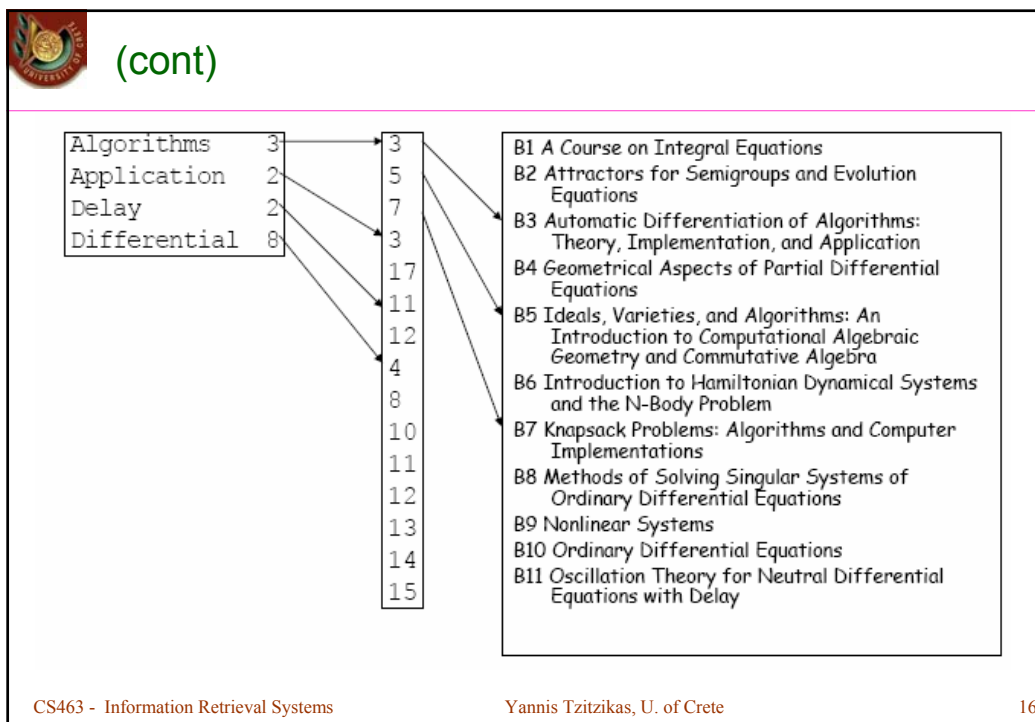 UNIVERSITY OF CRETE
(cont)
Algorithms 3
Application 2
Delay 2
Differential 8
3
5
7
3
17
11
12
4
8
10
11
12
13
14
15
B1 A Course on Integral Equations
B2 Attractors for Semigroups and Evolution
Equations
B3 Automatic Differentiation of Algorithms:
Theory, Implementation, and Application
B4 Geometrical Aspects of Partial Differential
Equations
B5 Ideals, Varieties, and Algorithms: An
Introduction to Computational Algebraic
Geometry and Commutative Algebra
B6 Introduction to Hamiltonian Dynamical Systems
and the N-Body Problem
B7 Knapsack Problems: Algorithms and Computer
Implementations
B8 Methods of Solving Singular Systems of
Ordinary Differential Equations
B9 Nonlinear Systems
B10 Ordinary Differential Equations
B11 Oscillation Theory for Neutral Differential
Equations with Delay
CS463 - Information Retrieval Systems
Yannis Tzitzikas, U. of Crete
16